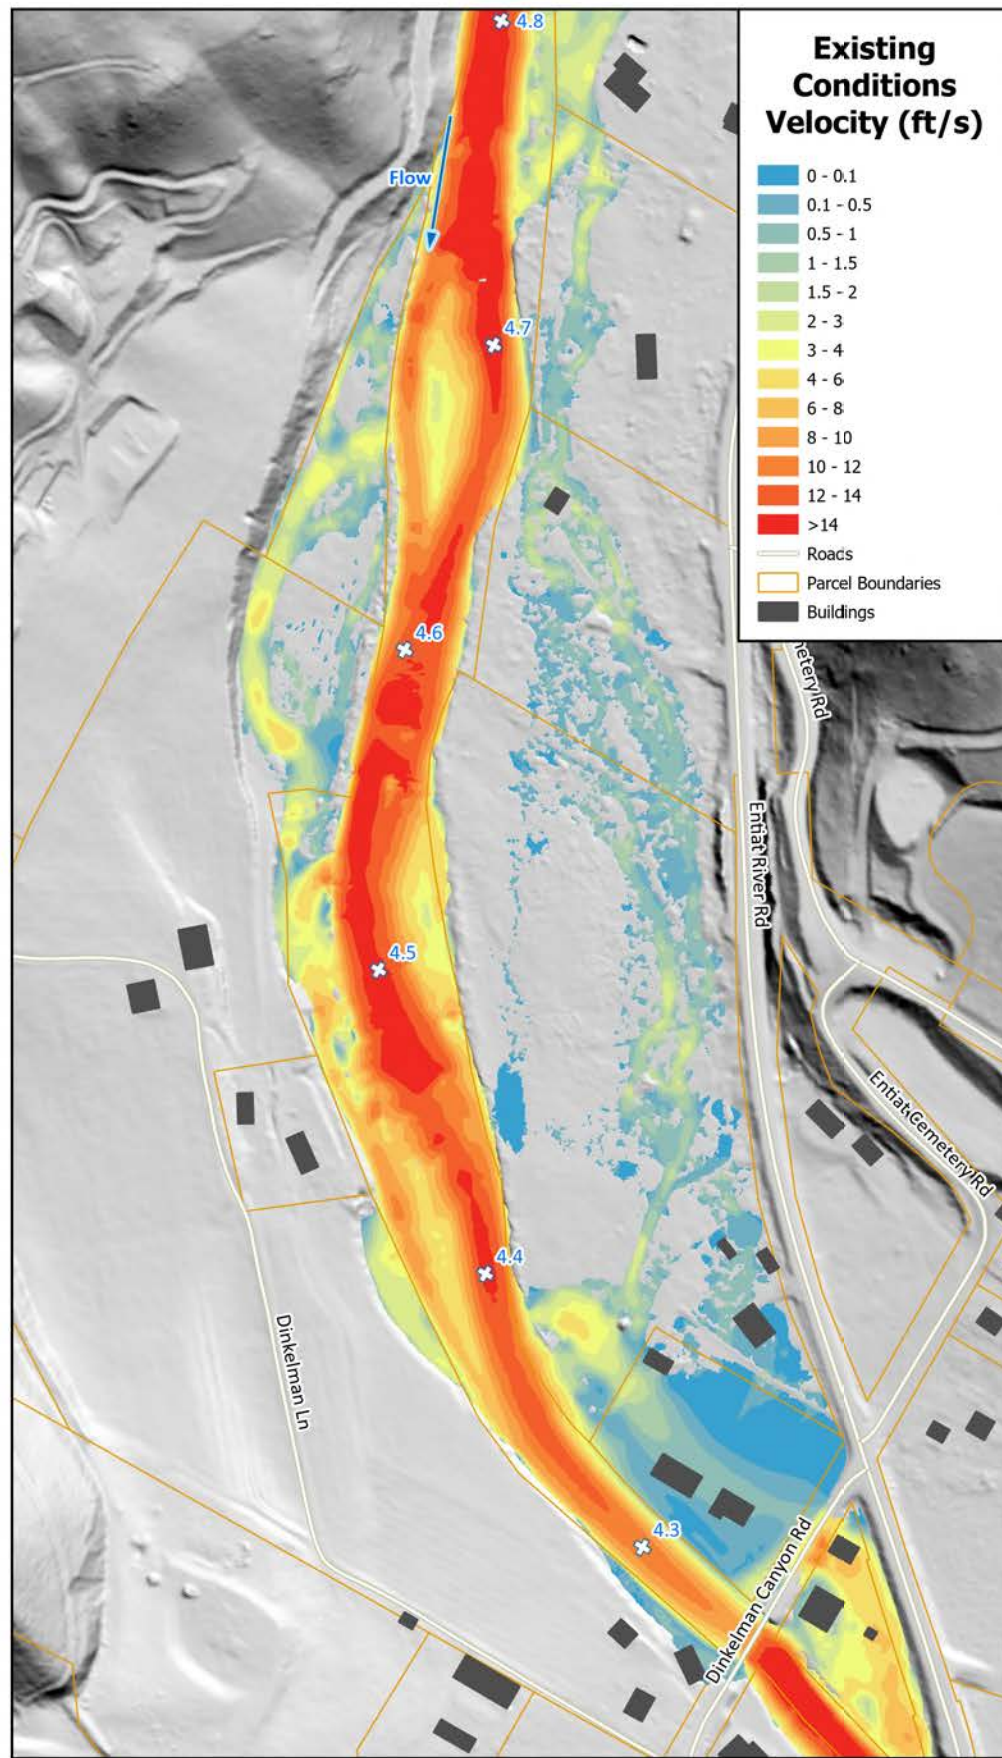 Existing
Conditions
Velocity (ft/s)
0 - 0.1
0.1 - 0.5
0.5 - 1
1 - 1.5
1.5 - 2
2 - 3
3 - 4
4 - 6
6 - 8
8 - 10
10 - 12
12 - 14
>14
Roads
Parcel Boundaries
Buildings
4.8
Flow
4.7
4.6
metery Rd
Entiat River Rd
4.5
Entiat Cemetery Rd
4.4
Dinkelman Ln
4.3
Dinkelman Canyon Rd